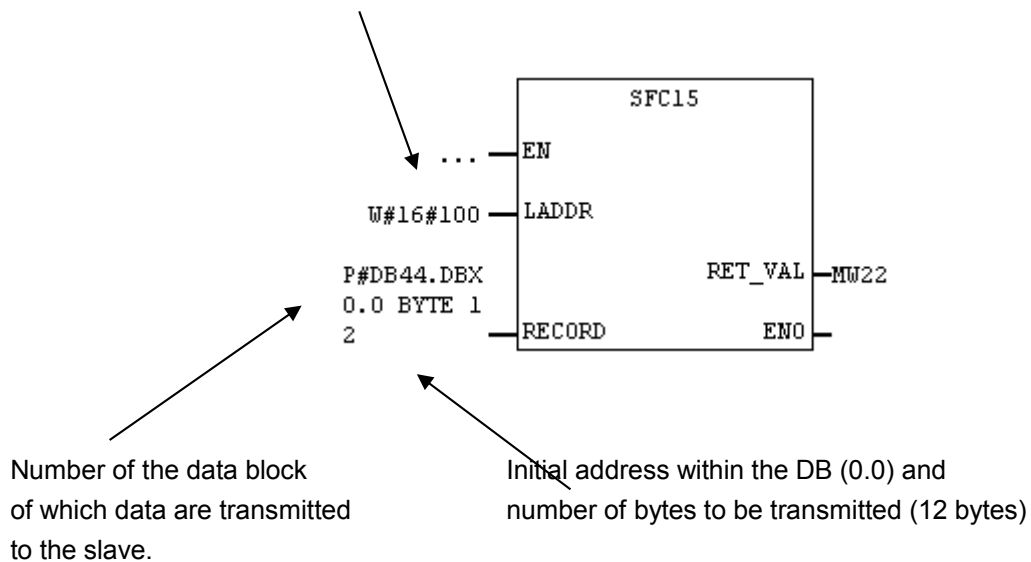 SFC15
... EN
W#16#100 LADDR
P#DB44.DBX
0.0 BYTE 1
2 RECORD
RET_VAL MW22
ENO
Number of the data block
of which data are transmitted
to the slave.
Initial address within the DB (0.0) and
number of bytes to be transmitted (12 bytes)